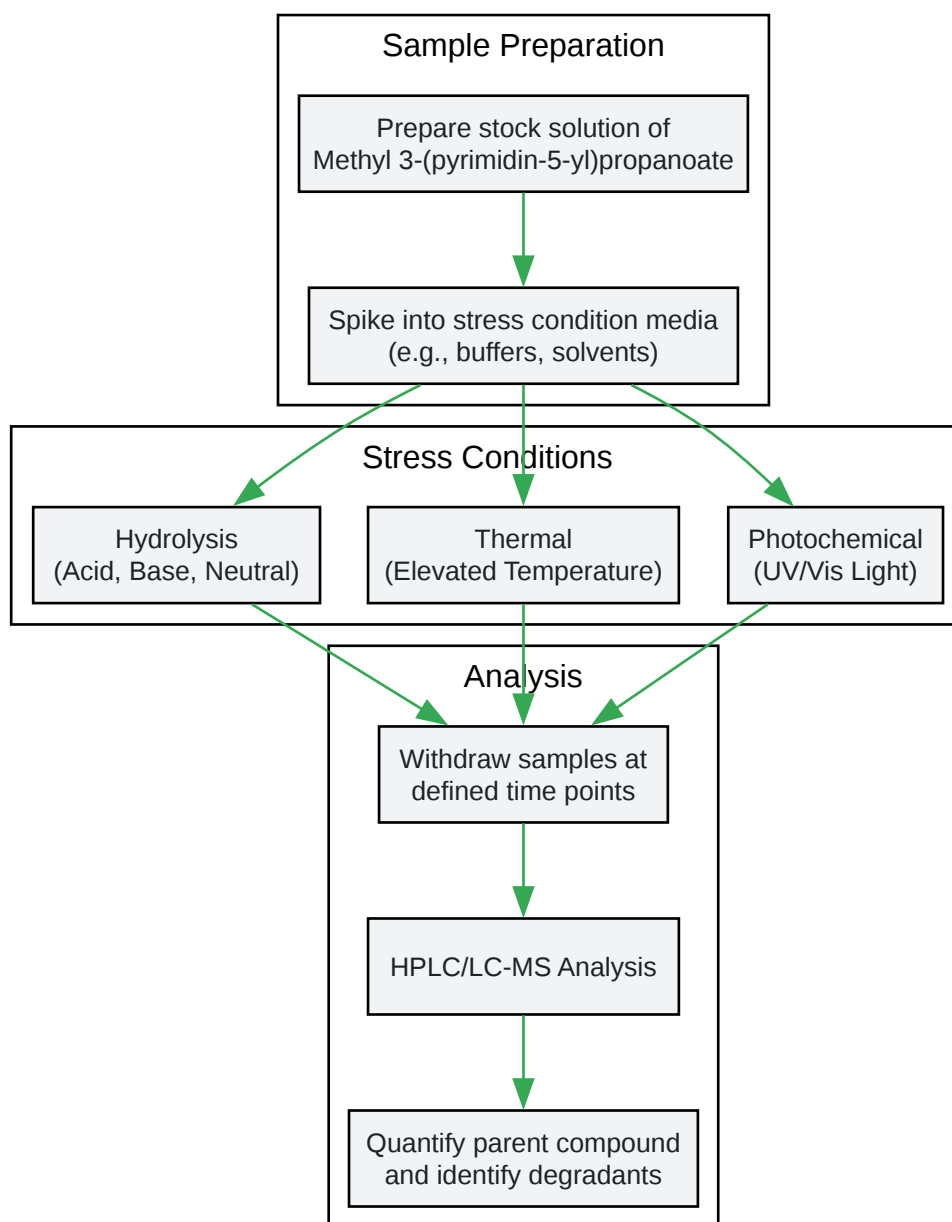 Sample Preparation
Prepare stock solution of
Methyl 3-(pyrimidin-5-yl)propanoate
Spike into stress condition media
(e.g., buffers, solvents)
Stress Conditions
Hydrolysis
(Acid, Base, Neutral)
Thermal
(Elevated Temperature)
Photochemical
(UV/Vis Light)
Analysis
Withdraw samples at
defined time points
HPLC/LC-MS Analysis
Quantify parent compound
and identify degradants